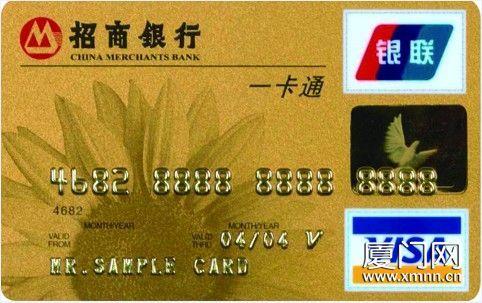 招商銀行
CHINA MERCHANTS BANK
银联
一卡通
4682 8888 8888 8888
4682
MONTH/YEAR MONTH/YEAR
VALID FROM VALID THRU 04/04 V
MR.SAMPLE CARD
VISA
厦门网
www.xmnn.cn